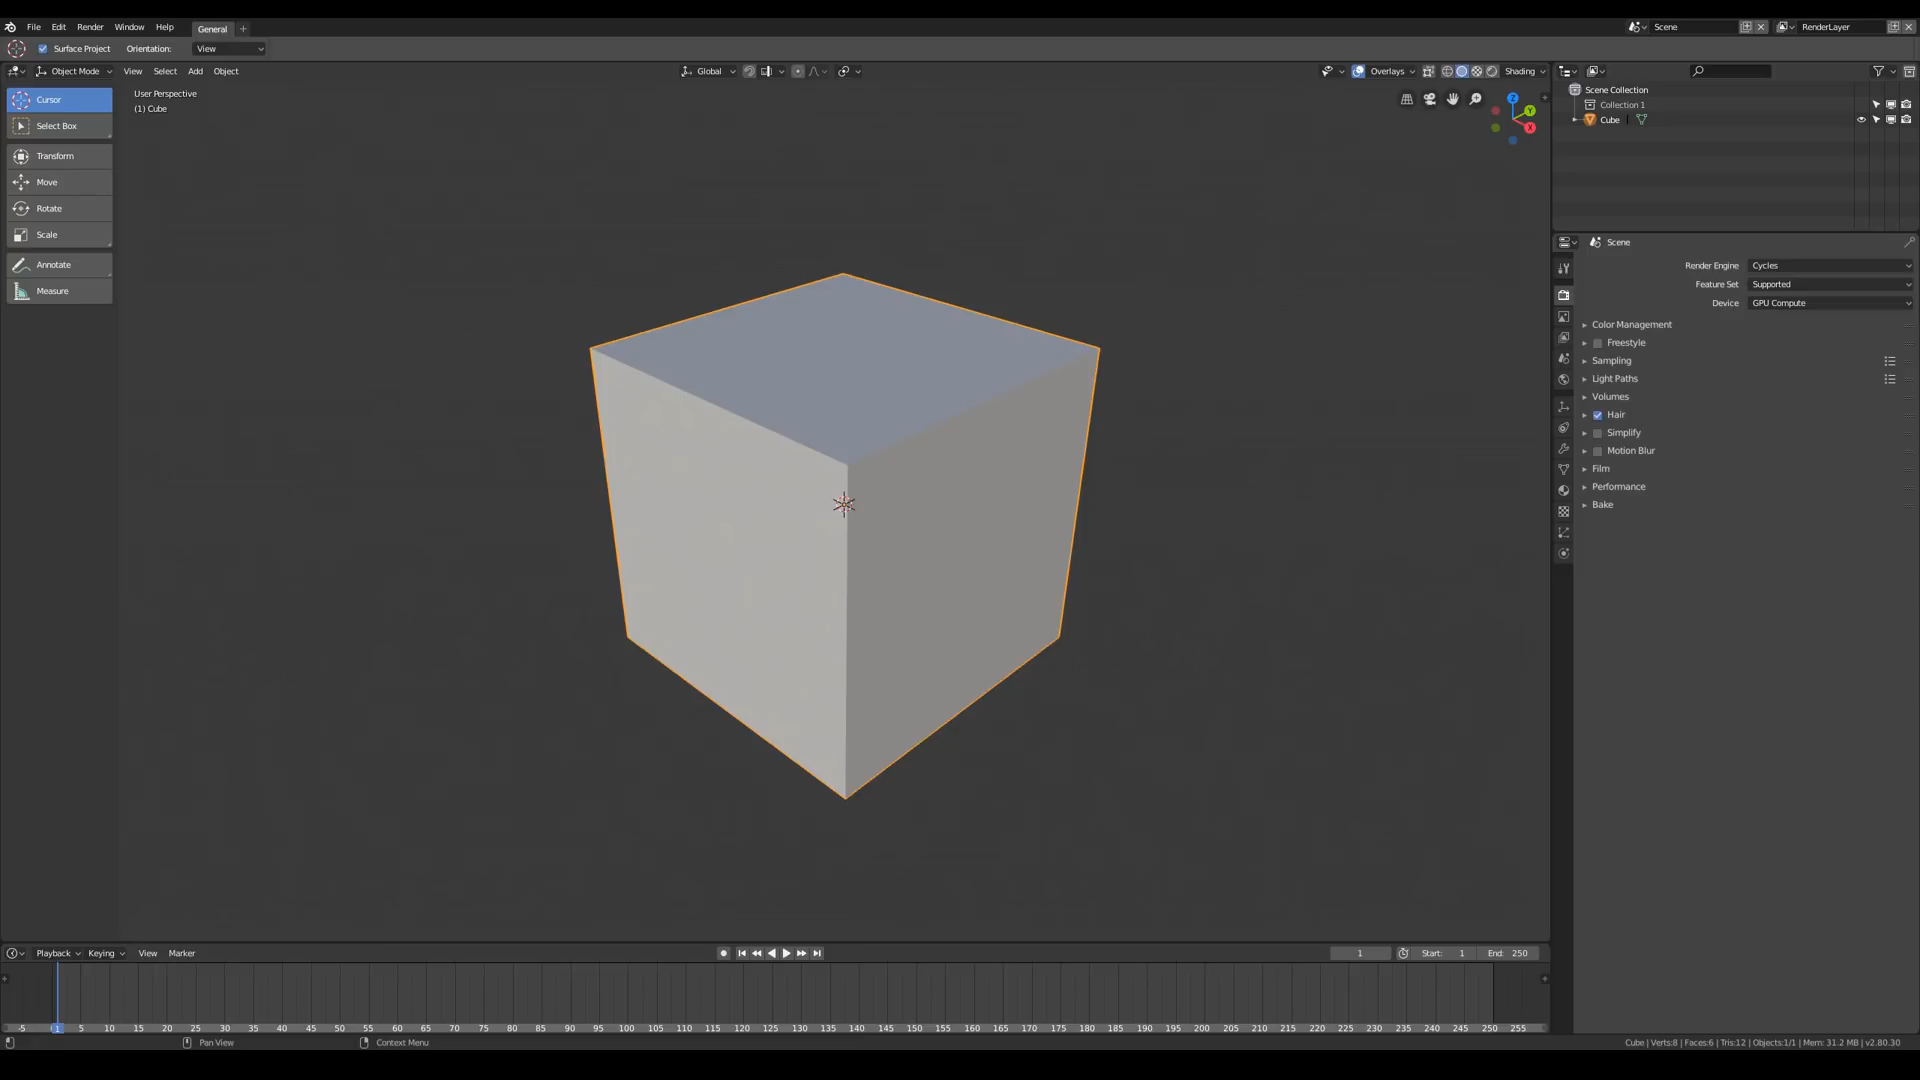 File Edit Render Window Help General Scene RenderLayer
Surface Project Orientation: View
Object Mode View Select Add Object Global Overlays Shading
User Perspective
(1) Cube
Cursor
Select Box
Transform
Move
Rotate
Scale
Annotate
Measure
Z
Y
X
Scene Collection
Collection 1
Cube
Scene
Render Engine Cycles
Feature Set Supported
Device GPU Compute
Color Management
Freestyle
Sampling
Light Paths
Volumes
Hair
Simplify
Motion Blur
Film
Performance
Bake
Playback Keying View Marker 1 Start: 1 End: 250
-5 1 5 10 15 20 25 30 35 40 45 50 55 60 65 70 75 80 85 90 95 100 105 110 115 120 125 130 135 140 145 150 155 160 165 170 175 180 185 190 195 200 205 210 215 220 225 230 235 240 245 250 255
Pan View Context Menu Cube | Verts:8 | Faces:6 | Tris:12 | Objects:1/1 | Mem: 31.2 MB | v2.80.30